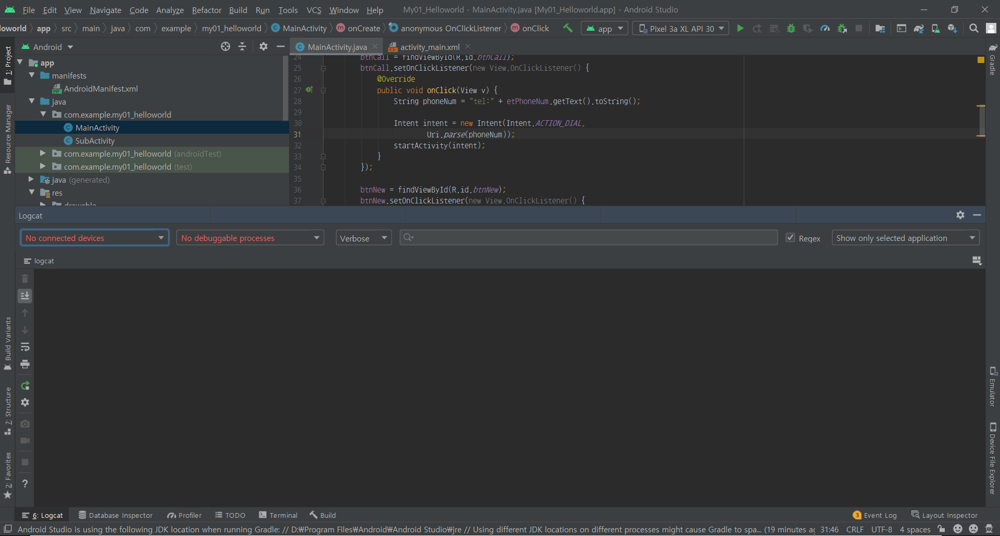 File Edit View Navigate Code Analyze Refactor Build Run Tools VCS Window Help My01_Helloworld - MainActivity.java [My01_Helloworld.app] - Android Studio
loworld app src main java com example my01_helloworld MainActivity onCreate anonymous OnClickListener onClick app Pixel 3a XL API 30
Android
MainActivity.java activity_main.xml
1: Project
Resource Manager
Build Variants
7: Structure
2: Favorites
app
manifests
AndroidManifest.xml
java
com.example.my01_helloworld
MainActivity
SubActivity
com.example.my01_helloworld (androidTest)
com.example.my01_helloworld (test)
java (generated)
res
drawable
24 btnCall = findViewById(R.id.btnCall);
25 btnCall.setOnClickListener(new View.OnClickListener() {
26 @Override
27 public void onClick(View v) {
28 String phoneNum = "tel:" + etPhoneNum.getText().toString();
29
30 Intent intent = new Intent(Intent.ACTION_DIAL,
31 Uri.parse(phoneNum));
32 startActivity(intent);
33 }
34 });
35
36 btnNew = findViewById(R.id.btnNew);
37 btnNew.setOnClickListener(new View.OnClickListener() {
Gradle
Emulator
Device File Explorer
Logcat
No connected devices No debuggable processes Verbose Regex Show only selected application
logcat
?
6: Logcat Database Inspector Profiler TODO Terminal Build 3 Event Log Layout Inspector
Android Studio is using the following JDK location when running Gradle: // D:₩Program Files₩Android₩Android Studio₩jre // Using different JDK locations on different processes might cause Gradle to spa... (19 minutes ag 31:46 CRLF UTF-8 4 spaces